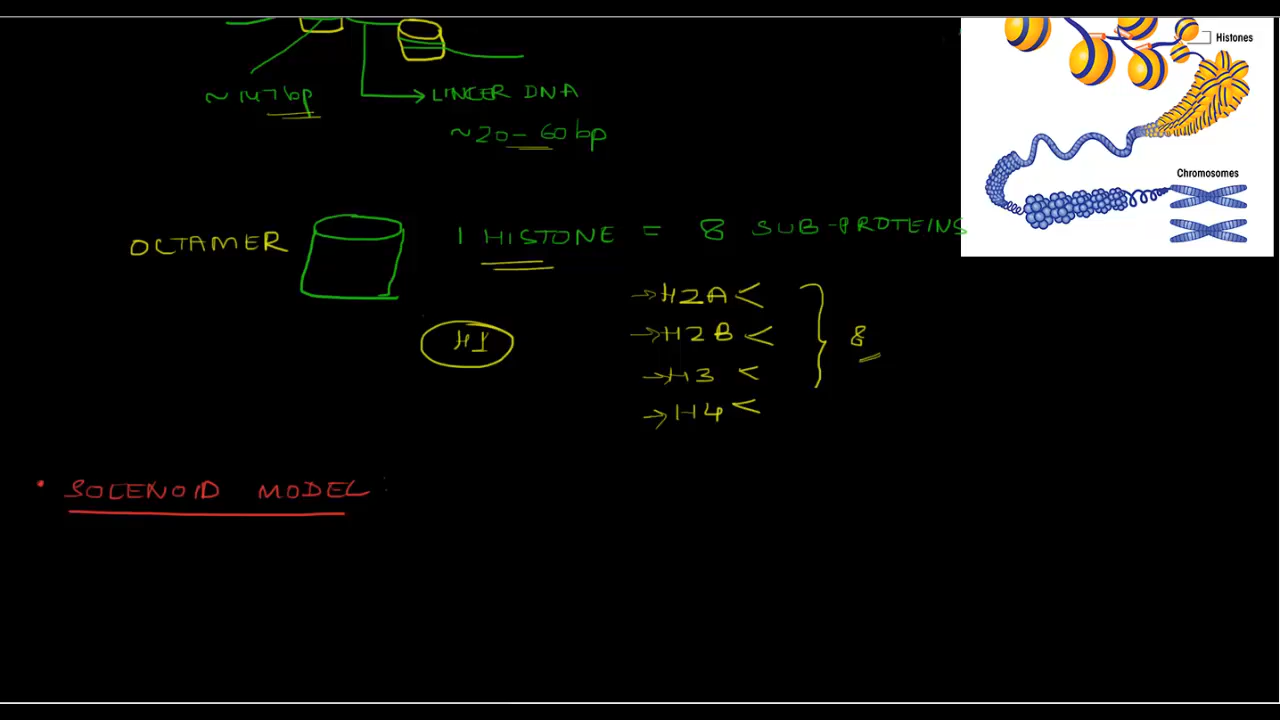 Histones
~147bp
LINCER DNA
~20-60bp
Chromosomes
OCTAMER
1 HISTONE = 8 SUB-PROTEINS
→H2A <
→H2B <
8
H1
→H3 <
→H4 <
• SOLENOID MODEL: